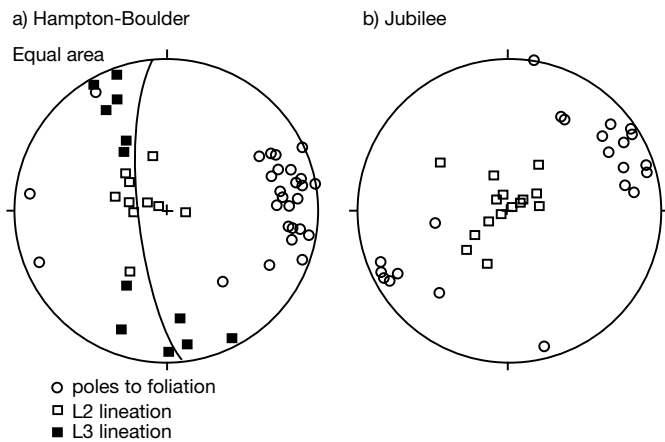 a) Hampton-Boulder
b) Jubilee
Equal area
poles to foliation
L2 lineation
L3 lineation